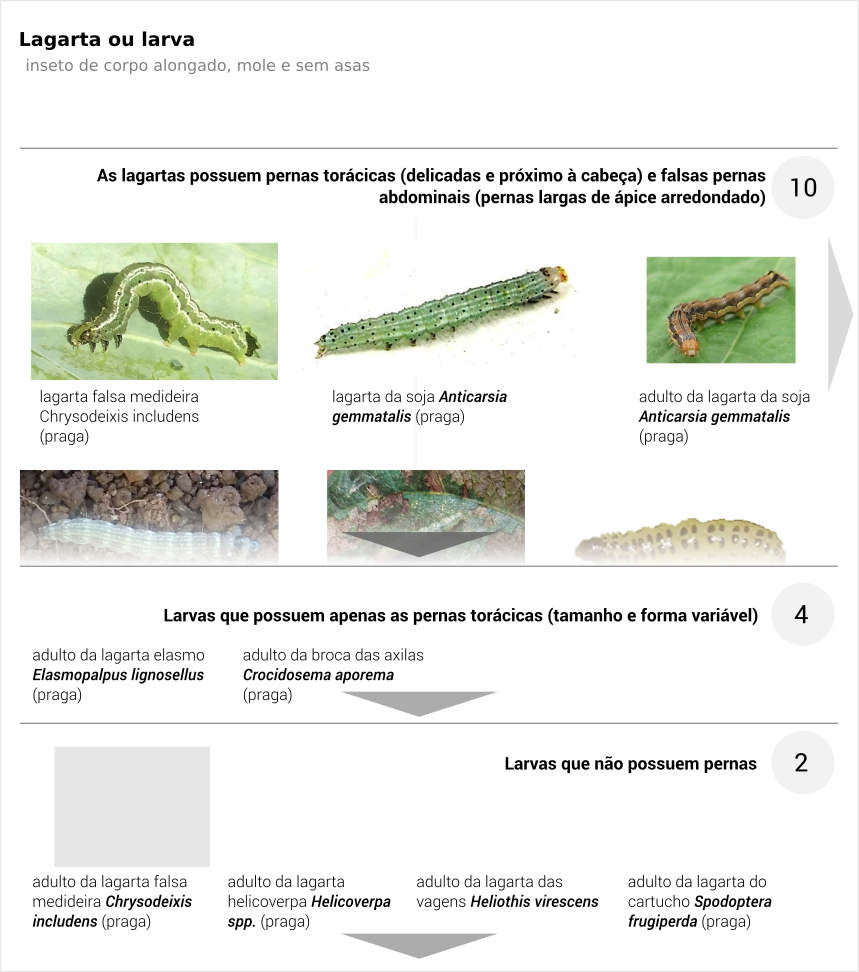 Lagarta ou larva
inseto de corpo alongado, mole e sem asas
As lagartas possuem pernas torácicas (delicadas e próximo à cabeça) e falsas pernas
abdominais (pernas largas de ápice arredondado)
10
lagarta falsa medideira
Chrysodeixis includens
(praga)
lagarta da soja Anticarsia
gemmatalis (praga)
adulto da lagarta da soja
Anticarsia gemmatalis
(praga)
Larvas que possuem apenas as pernas torácicas (tamanho e forma variável)
4
adulto da lagarta elasmo
Elasmopalpus lignosellus
(praga)
adulto da broca das axilas
Crocidosema aporema
(praga)
Larvas que não possuem pernas
2
adulto da lagarta falsa
medideira Chrysodeixis
includens (praga)
adulto da lagarta
helicoverpa Helicoverpa
spp. (praga)
adulto da lagarta das
vagens Heliothis virescens
adulto da lagarta do
cartucho Spodoptera
frugiperda (praga)